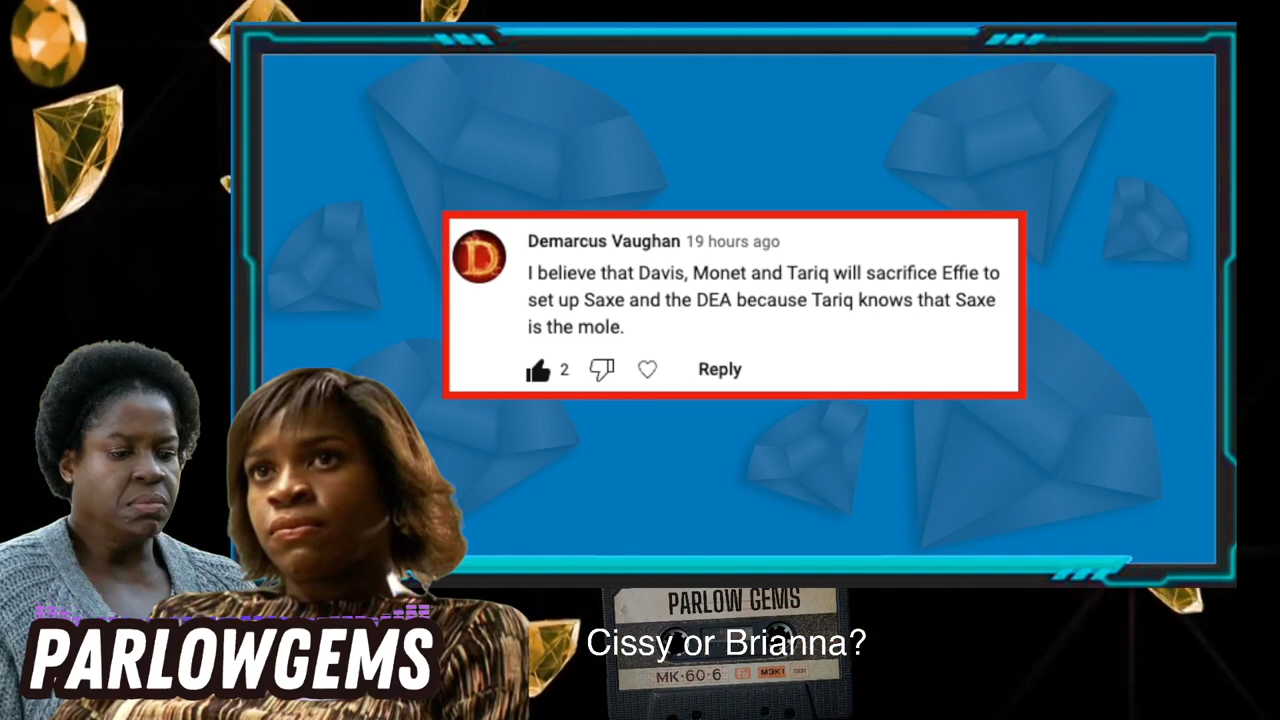 D
Demarcus Vaughan 19 hours ago
I believe that Davis, Monet and Tariq will sacrifice Effie to
set up Saxe and the DEA because Tariq knows that Saxe
is the mole.
2
Reply
PARLOW GEMS
Cissy or Brianna?
MK-60-6
PARLOWGEMS